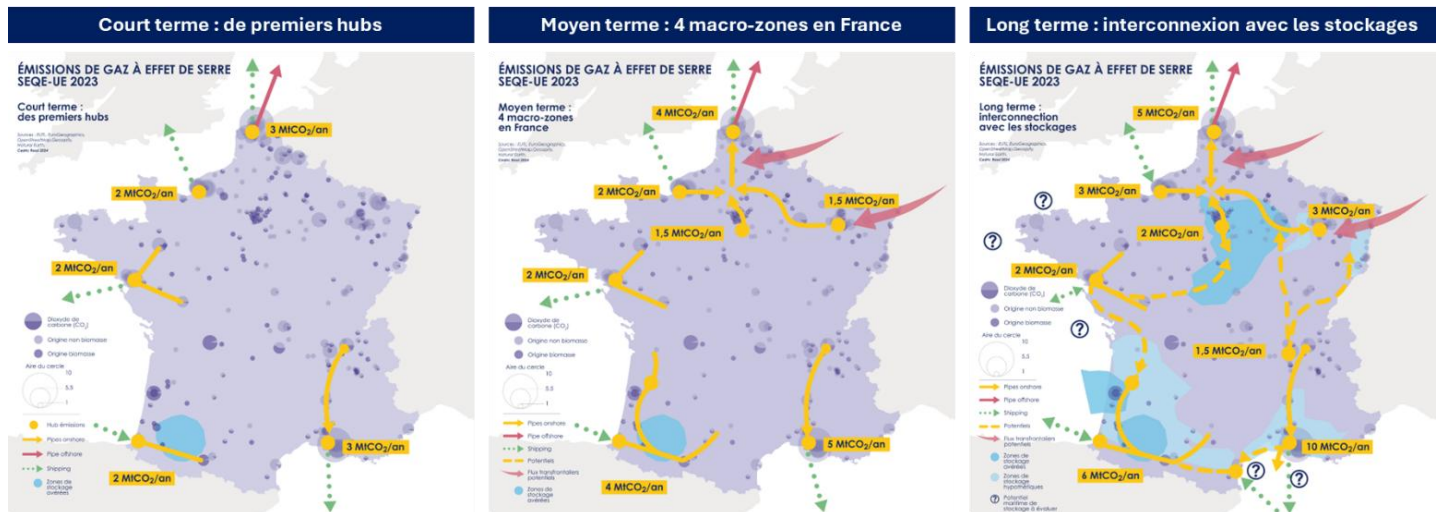 Court terme : de premiers hubs
ÉMISSIONS DE GAZ À EFFET DE SERRE
SEQE-UE 2023
Court terme :
des premiers hubs
3 MtCO₂/an
2 MtCO₂/an
2 MtCO₂/an
3 MtCO₂/an
2 MtCO₂/an
Dioxyde de
carbone (CO₂)
Origine non biomasse
Origine biomasse
Aire du cercle
10
5.5
1
Hub émissions
Pipes onshore
Pipe offshore
Shipping
Zones de
stockage
avérées
Moyen terme : 4 macro-zones en France
ÉMISSIONS DE GAZ À EFFET DE SERRE
SEQE-UE 2023
Moyen terme :
4 macro-zones
en France
4 MtCO₂/an
2 MtCO₂/an
1,5 MtCO₂/an
1,5 MtCO₂/an
2 MtCO₂/an
5 MtCO₂/an
4 MtCO₂/an
Dioxyde de
carbone (CO₂)
Origine non biomasse
Origine biomasse
Aire du cercle
10
5.5
1
Pipes onshore
Pipe offshore
Shipping
Potentiels
Flux transfrontaliers
potentiels
Zones de
stockage
avérées
Long terme : interconnexion avec les stockages
ÉMISSIONS DE GAZ À EFFET DE SERRE
SEQE-UE 2023
Long terme :
interconnection
avec les stockages
5 MtCO₂/an
3 MtCO₂/an
3 MtCO₂/an
2 MtCO₂/an
2 MtCO₂/an
1,5 MtCO₂/an
10 MtCO₂/an
6 MtCO₂/an
?
?
?
?
?
Dioxyde de
carbone (CO₂)
Origine non biomasse
Origine biomasse
Aire du cercle
10
5.5
1
Pipes onshore
Pipe offshore
Shipping
Potentiels
Flux transfrontaliers
potentiels
Zones de
stockage
avérées
Zones de
stockage
hypothétiques
? Potentiel
maritime de
stockage à évaluer